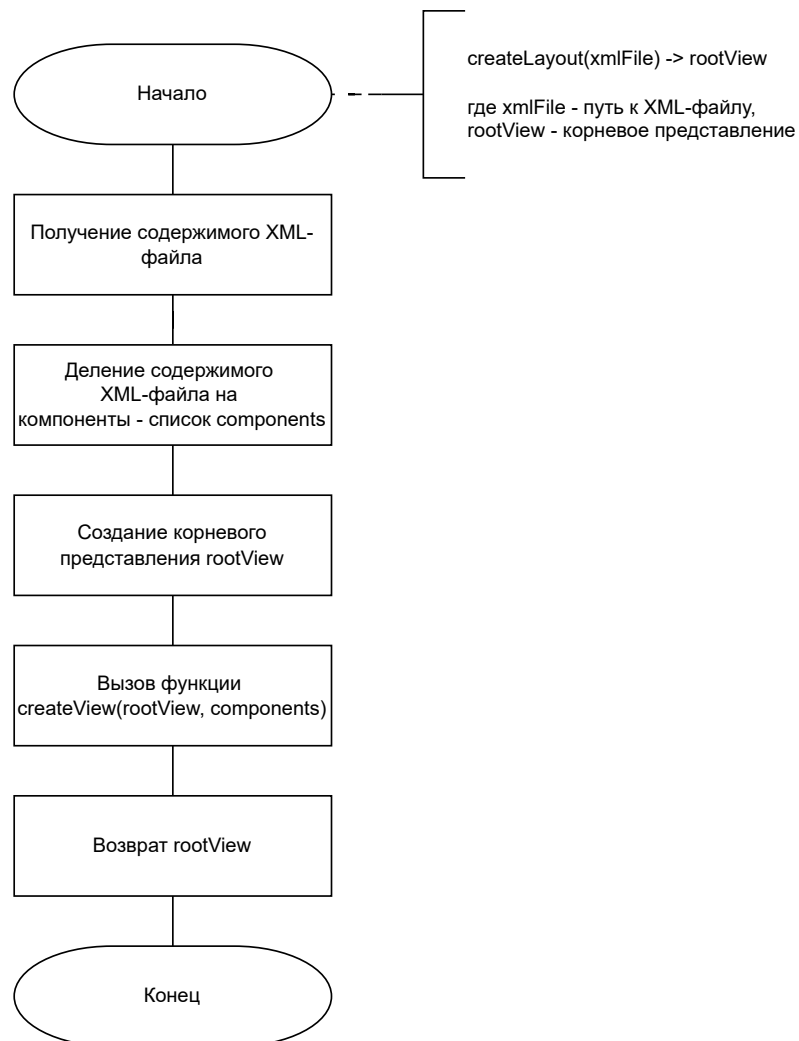 Начало
createLayout(xmlFile) -> rootView
где xmlFile - путь к XML-файлу,
rootView - корневое представление
Получение содержимого XML-
файла
Деление содержимого
XML-файла на
компоненты - список components
Создание корневого
представления rootView
Вызов функции
createView(rootView, components)
Возврат rootView
Конец